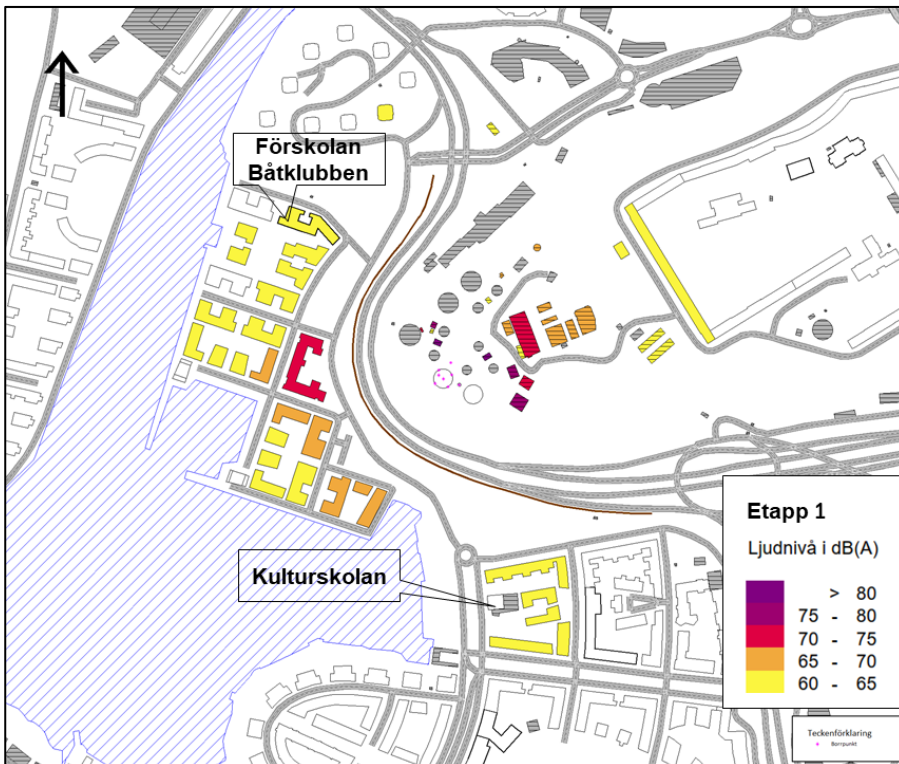 Förskolan
Båtklubben
Kulturskolan
Etapp 1
Ljudnivå i dB(A)
> 80
75 - 80
70 - 75
65 - 70
60 - 65
Teckenförklaring
Borrpunkt